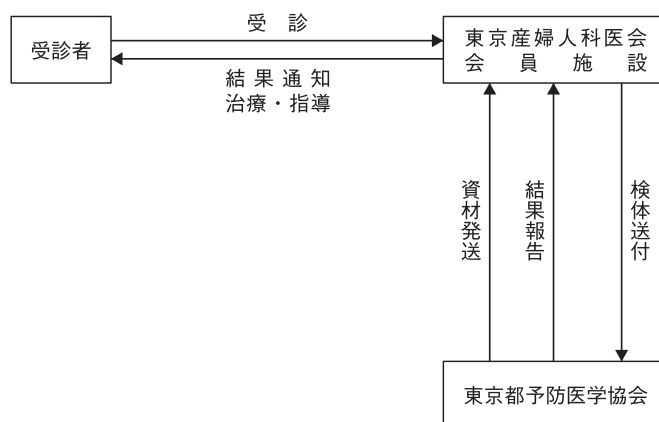 受診
受診者
東京産婦人科医会
会員施設
結果通知
治療・指導
資材発送
結果報告
検体送付
東京都予防医学協会